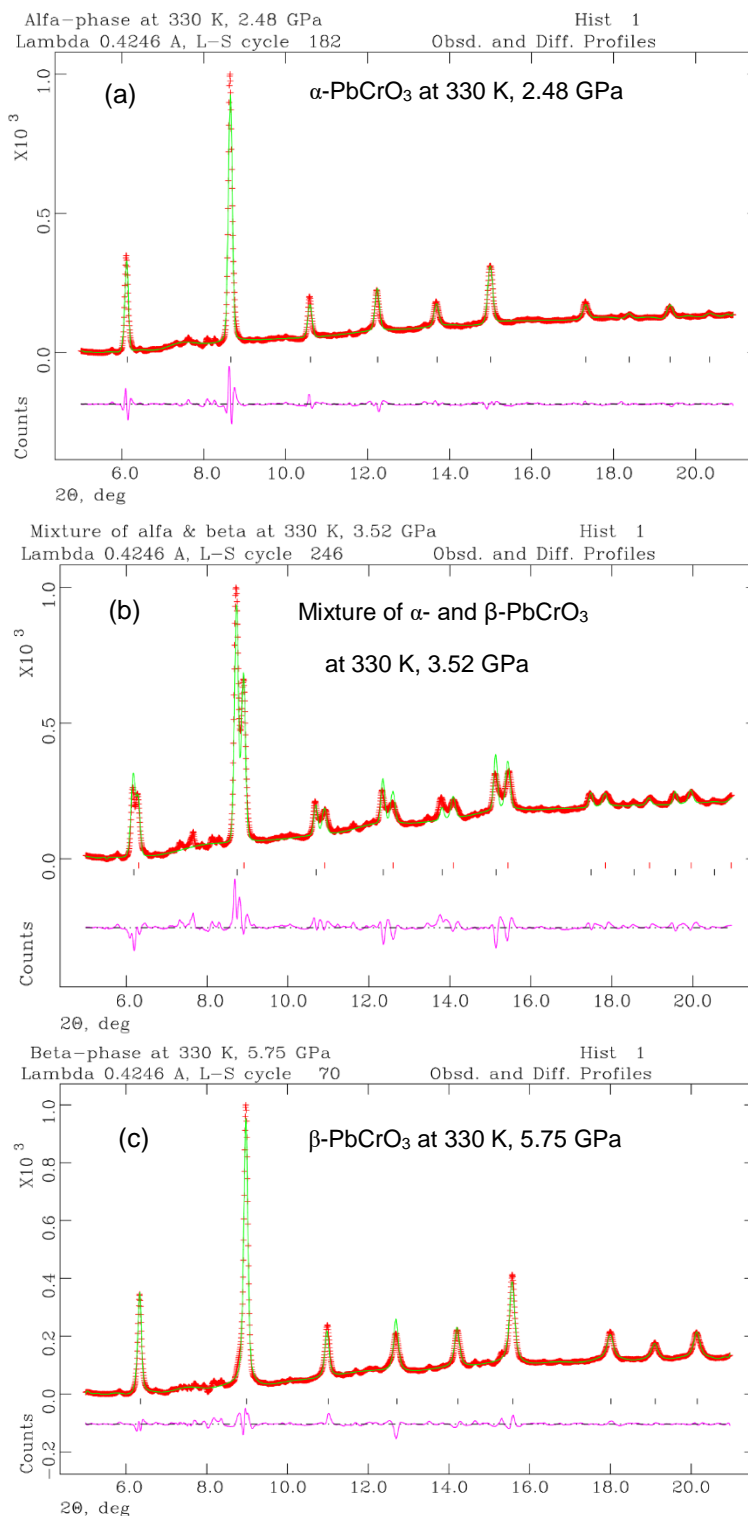 Alfa-phase at 330 K, 2.48 GPa Hist 1
Lambda 0.4246 A, L-S cycle 182 Obsd. and Diff. Profiles
(a) α-PbCrO₃ at 330 K, 2.48 GPa
X10 ³
1.0
0.5
0.0
Counts
6.0 8.0 10.0 12.0 14.0 16.0 18.0 20.0
2Θ, deg
Mixture of alfa & beta at 330 K, 3.52 GPa Hist 1
Lambda 0.4246 A, L-S cycle 246 Obsd. and Diff. Profiles
(b) Mixture of α- and β-PbCrO₃
at 330 K, 3.52 GPa
X10 ³
1.0
0.5
0.0
Counts
6.0 8.0 10.0 12.0 14.0 16.0 18.0 20.0
2Θ, deg
Beta-phase at 330 K, 5.75 GPa Hist 1
Lambda 0.4246 A, L-S cycle 70 Obsd. and Diff. Profiles
(c) β-PbCrO₃ at 330 K, 5.75 GPa
X10 ³
1.0
0.8
0.6
0.4
0.2
0.0
-0.2
Counts
6.0 8.0 10.0 12.0 14.0 16.0 18.0 20.0
2Θ, deg